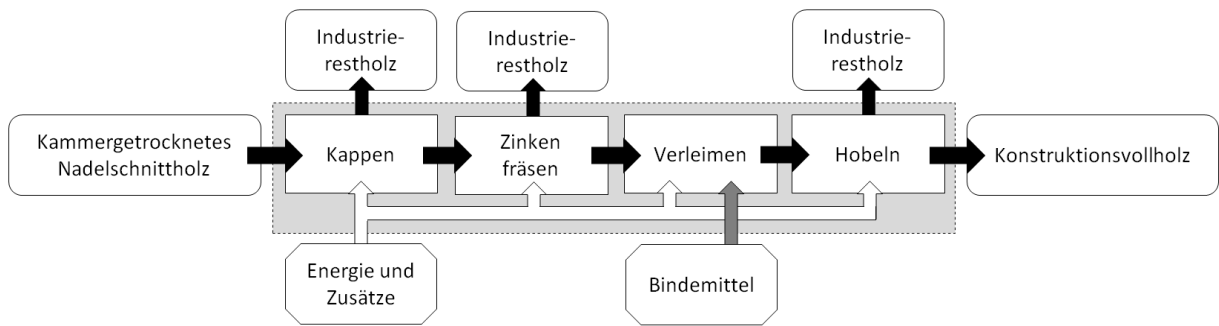 Industrie-
restholz
Industrie-
restholz
Industrie-
restholz
Kammergetrocknetes
Nadelschnittholz
Kappen
Zinken
fräsen
Verleimen
Hobeln
Konstruktionsvollholz
Energie und
Zusätze
Bindemittel